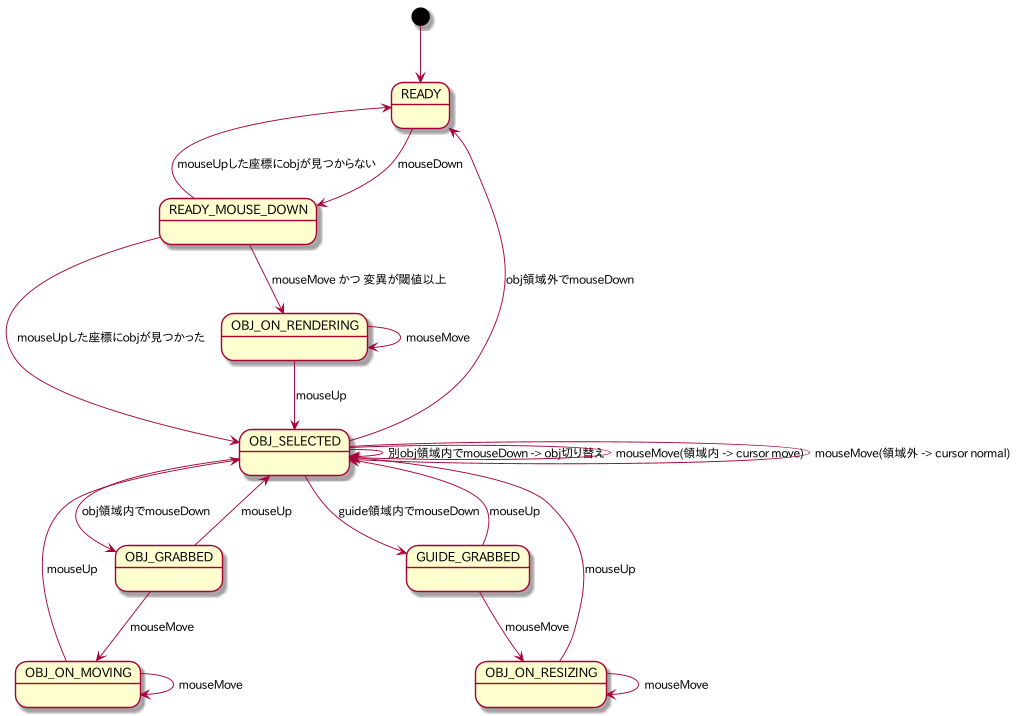 READY
mouseUpした座標にobjが見つからない
mouseDown
READY_MOUSE_DOWN
mouseMove かつ 変異が閾値以上
obj領域外でmouseDown
OBJ_ON_RENDERING
mouseUpした座標にobjが見つかった
mouseMove
mouseUp
OBJ_SELECTED
別obj領域内でmouseDown -> obj切り替え
mouseMove(領域内 -> cursor move)
mouseMove(領域外 -> cursor normal)
obj領域内でmouseDown
mouseUp
guide領域内でmouseDown
mouseUp
OBJ_GRABBED
GUIDE_GRABBED
mouseUp
mouseUp
mouseMove
mouseMove
OBJ_ON_MOVING
OBJ_ON_RESIZING
mouseMove
mouseMove